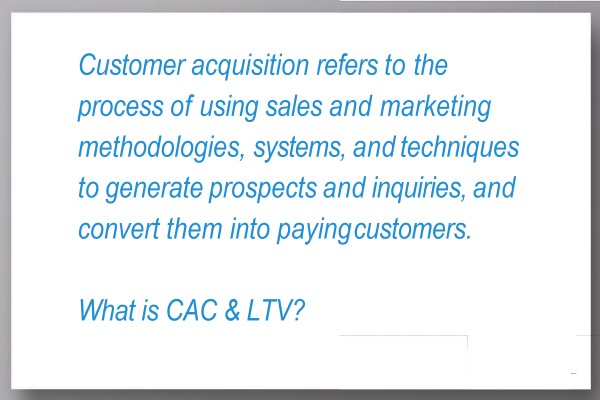 Customer acquisition refers to the
process of using sales and marketing
methodologies, systems, and techniques
to generate prospects and inquiries, and
convert them into paying customers.
What is CAC & LTV?